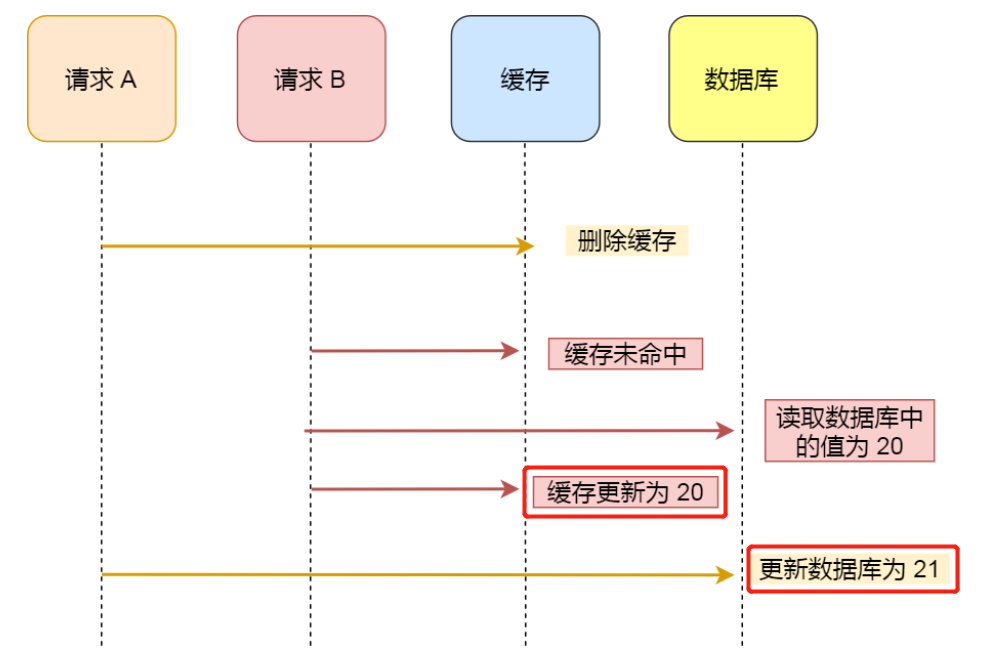 请求 A
请求 B
缓存
数据库
删除缓存
缓存未命中
读取数据库中
的值为 20
缓存更新为 20
更新数据库为 21